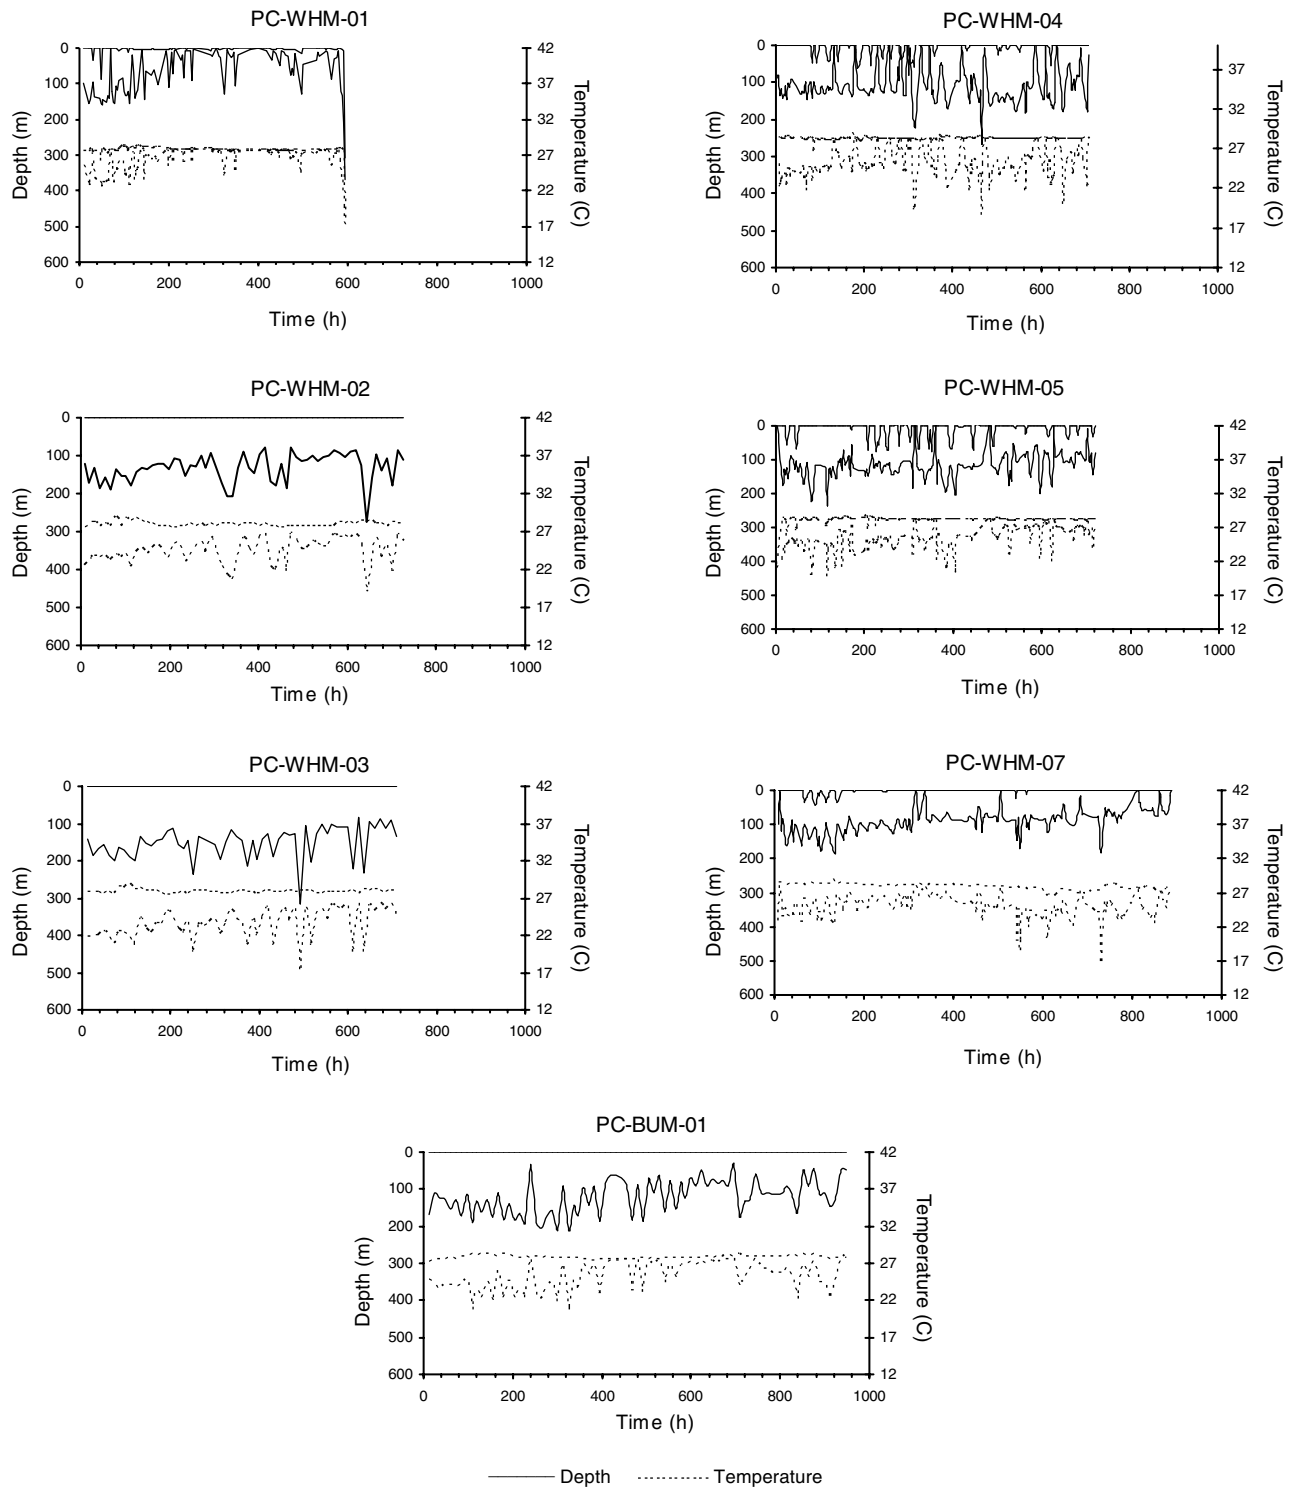 PC-WHM-01
0
100
200
300
400
500
600
Depth (m)
42
37
32
27
22
17
12
Temperature (C)
0 200 400 600 800 1000
Time (h)
PC-WHM-04
0
100
200
300
400
500
600
Depth (m)
37
32
27
22
17
12
Temperature (C)
0 200 400 600 800 1000
Time (h)
PC-WHM-02
0
100
200
300
400
500
600
Depth (m)
42
37
32
27
22
17
12
Temperature (C)
0 200 400 600 800 1000
Time (h)
PC-WHM-05
0
100
200
300
400
500
600
Depth (m)
42
37
32
27
22
17
12
Temperature (C)
0 200 400 600 800 1000
Time (h)
PC-WHM-03
0
100
200
300
400
500
600
Depth (m)
42
37
32
27
22
17
12
Temperature (C)
0 200 400 600 800 1000
Time (h)
PC-WHM-07
0
100
200
300
400
500
600
Depth (m)
42
37
32
27
22
17
12
Temperature (C)
0 200 400 600 800 1000
Time (h)
PC-BUM-01
0
100
200
300
400
500
600
Depth (m)
42
37
32
27
22
17
12
Temperature (C)
0 200 400 600 800 1000
Time (h)
Depth Temperature